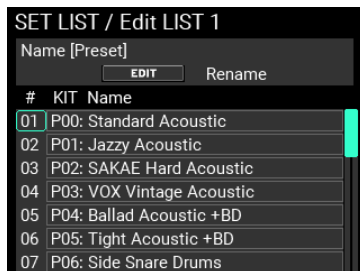 SET LIST / Edit LIST 1
Name [Preset]
EDIT Rename
# KIT Name
01 P00: Standard Acoustic
02 P01: Jazzy Acoustic
03 P02: SAKAE Hard Acoustic
04 P03: VOX Vintage Acoustic
05 P04: Ballad Acoustic +BD
06 P05: Tight Acoustic +BD
07 P06: Side Snare Drums